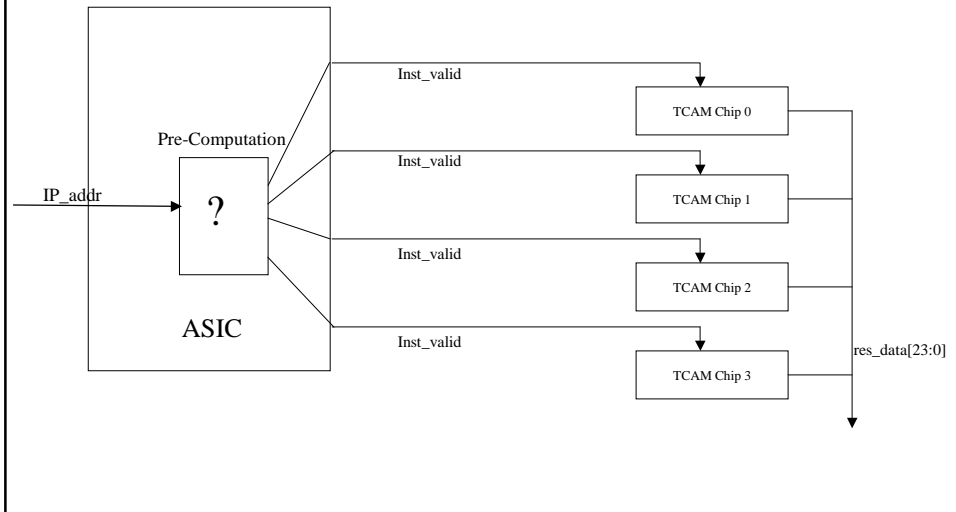 Inst_valid
TCAM Chip 0
Pre-Computation
Inst_valid
IP_addr
?
TCAM Chip 1
Inst_valid
TCAM Chip 2
ASIC
Inst_valid
res_data[23:0]
TCAM Chip 3